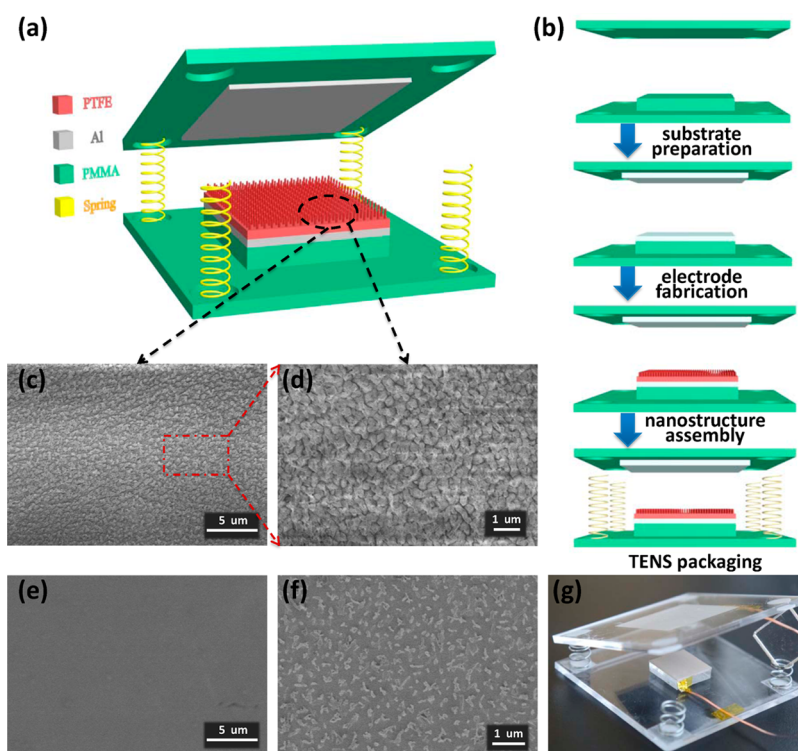 (a)
PTFE
Al
PMMA
Spring
(b)
substrate
preparation
electrode
fabrication
nanostructure
assembly
TENS packaging
(c)
5 um
(d)
1 um
(e)
5 um
(f)
1 um
(g)